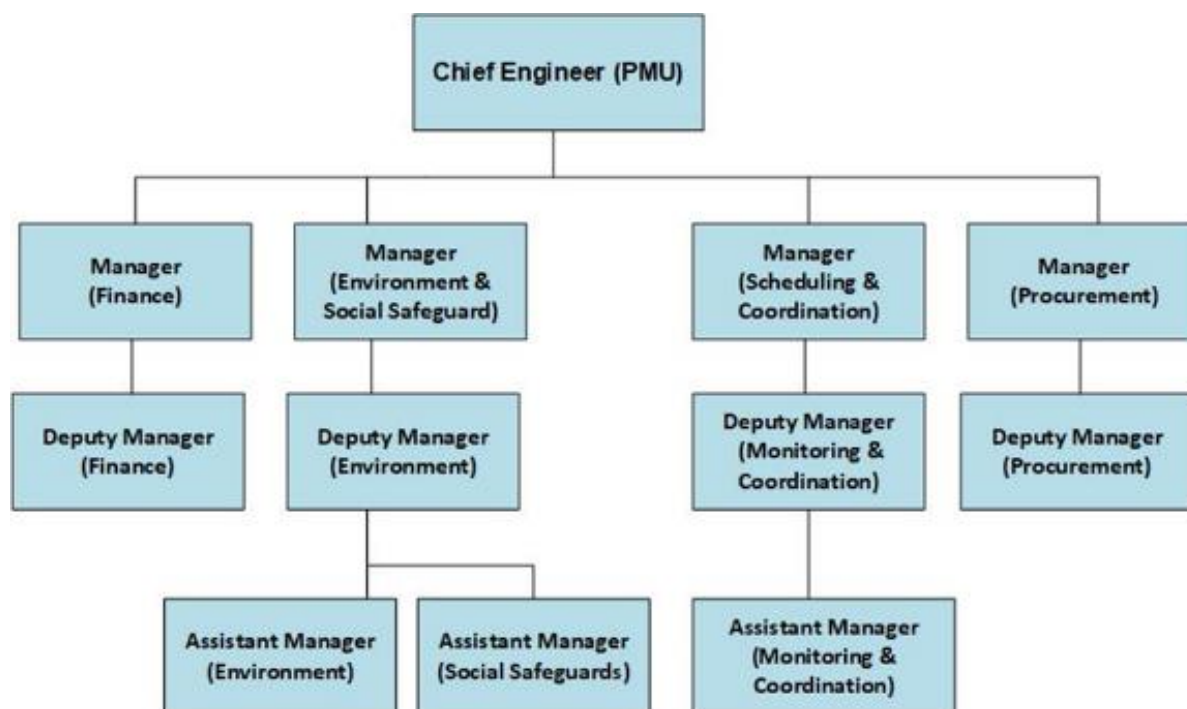 Chief Engineer (PMU)
Manager
(Finance)
Manager
(Environment &
Social Safeguard)
Manager
(Scheduling &
Coordination)
Manager
(Procurement)
Deputy Manager
(Finance)
Deputy Manager
(Environment)
Deputy Manager
(Monitoring &
Coordination)
Deputy Manager
(Procurement)
Assistant Manager
(Environment)
Assistant Manager
(Social Safeguards)
Assistant Manager
(Monitoring &
Coordination)